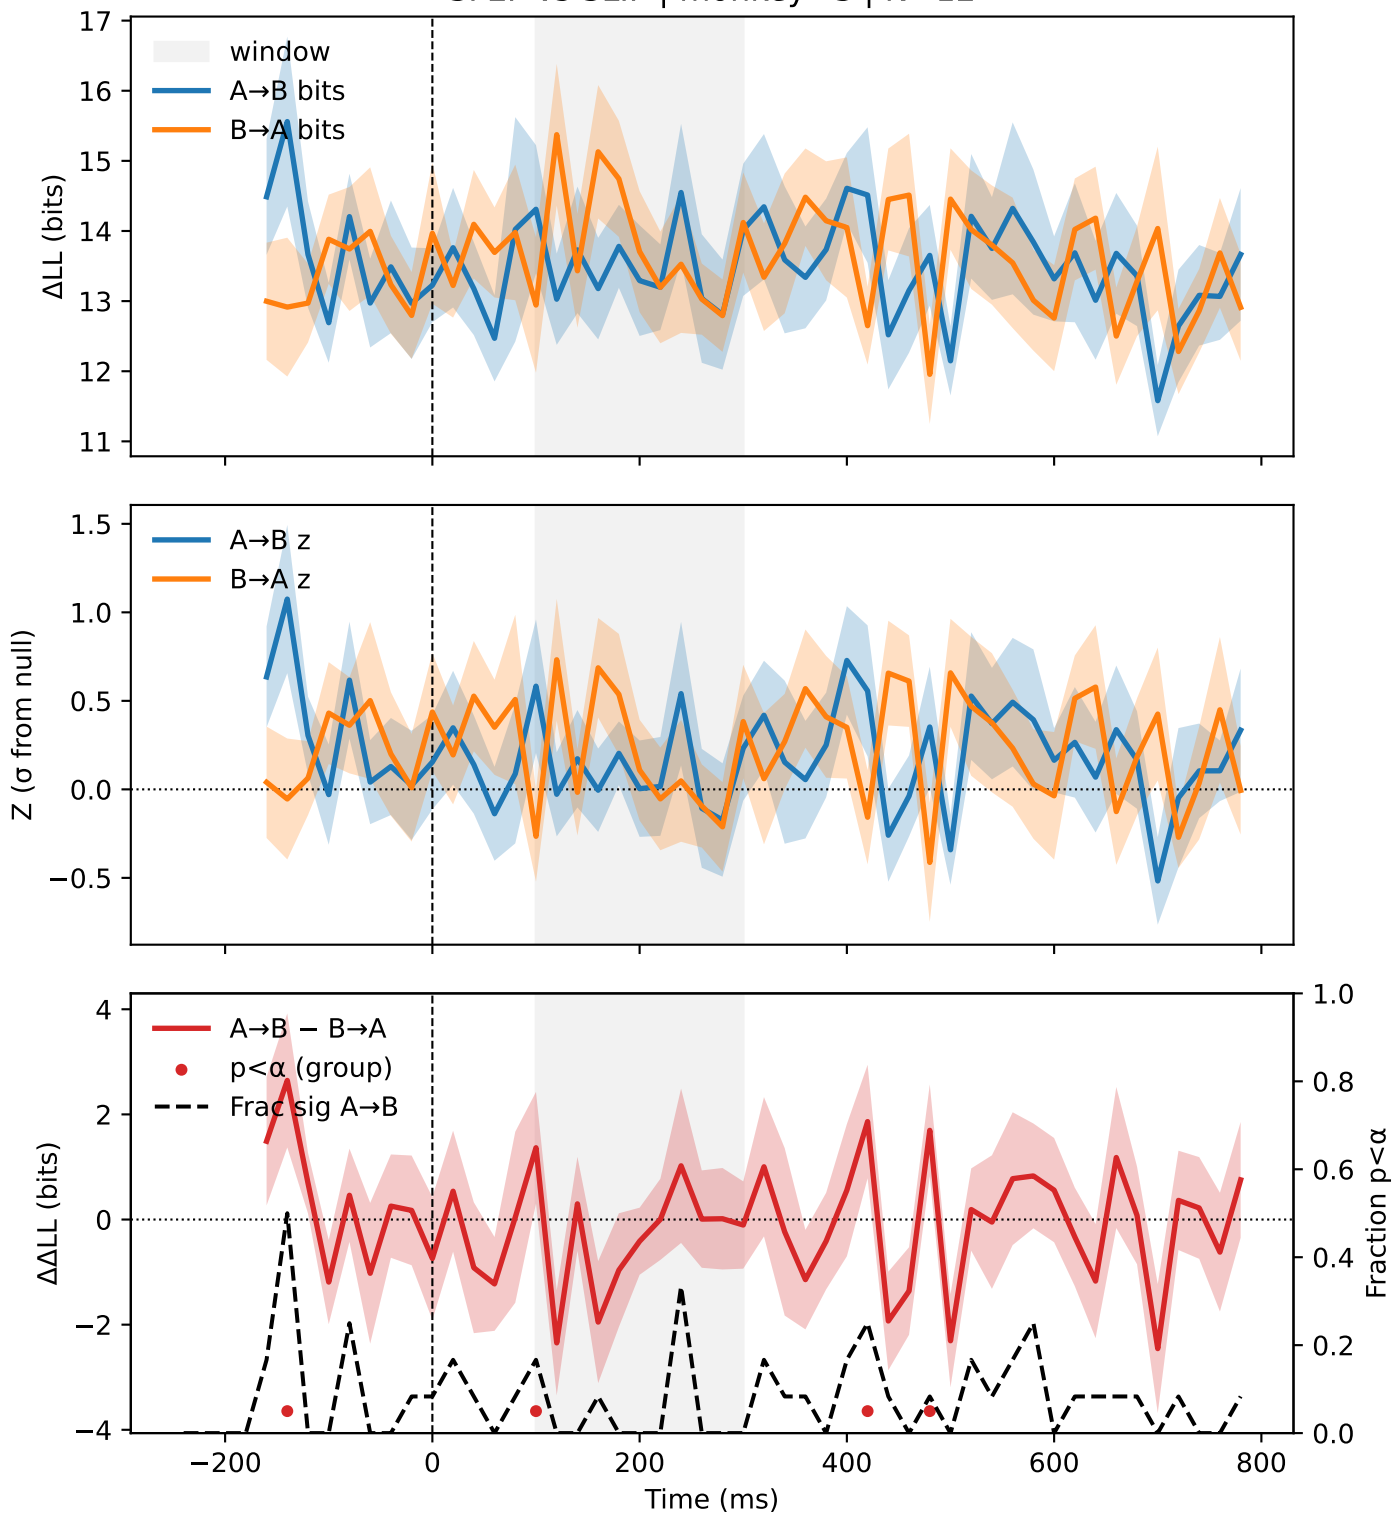 17
16
15
14
13
12
11
ΔLL (bits)
window
A→B bits
B→A bits
1.5
1.0
0.5
0.0
−0.5
Z (σ from null)
A→B z
B→A z
4
2
0
−2
−4
ΔΔLL (bits)
A→B − B→A
p<α (group)
Frac sig A→B
1.0
0.8
0.6
0.4
0.2
0.0
Fraction p<α
−200
0
200
400
600
800
Time (ms)